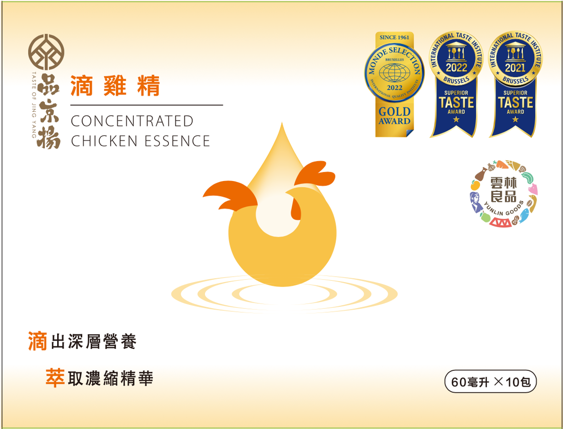 品京揚
TASTE OF JING YANG
滴雞精
CONCENTRATED
CHICKEN ESSENCE
SINCE 1961
MONDE SELECTION
BRUXELLES
2022
GOLD
AWARD
INTERNATIONAL TASTE INSTITUTE
2022
BRUSSELS
SUPERIOR
TASTE
AWARD
INTERNATIONAL TASTE INSTITUTE
2021
BRUSSELS
SUPERIOR
TASTE
AWARD
雲林
良品
YUNLIN GOODS
滴出深層營養
萃取濃縮精華
60毫升×10包